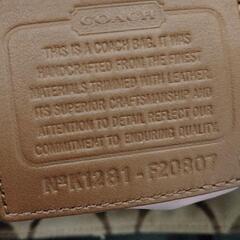 COACH
THIS IS A COACH BAG. IT WAS
HANDCRAFTED FROM THE FINEST
MATERIALS TRIMMED WITH LEATHER.
ITS SUPERIOR CRAFTSMANSHIP AND
ATTENTION TO DETAIL REFLECT OUR
COMMITMENT TO ENDURING QUALITY.
Nº K1281 - F20807